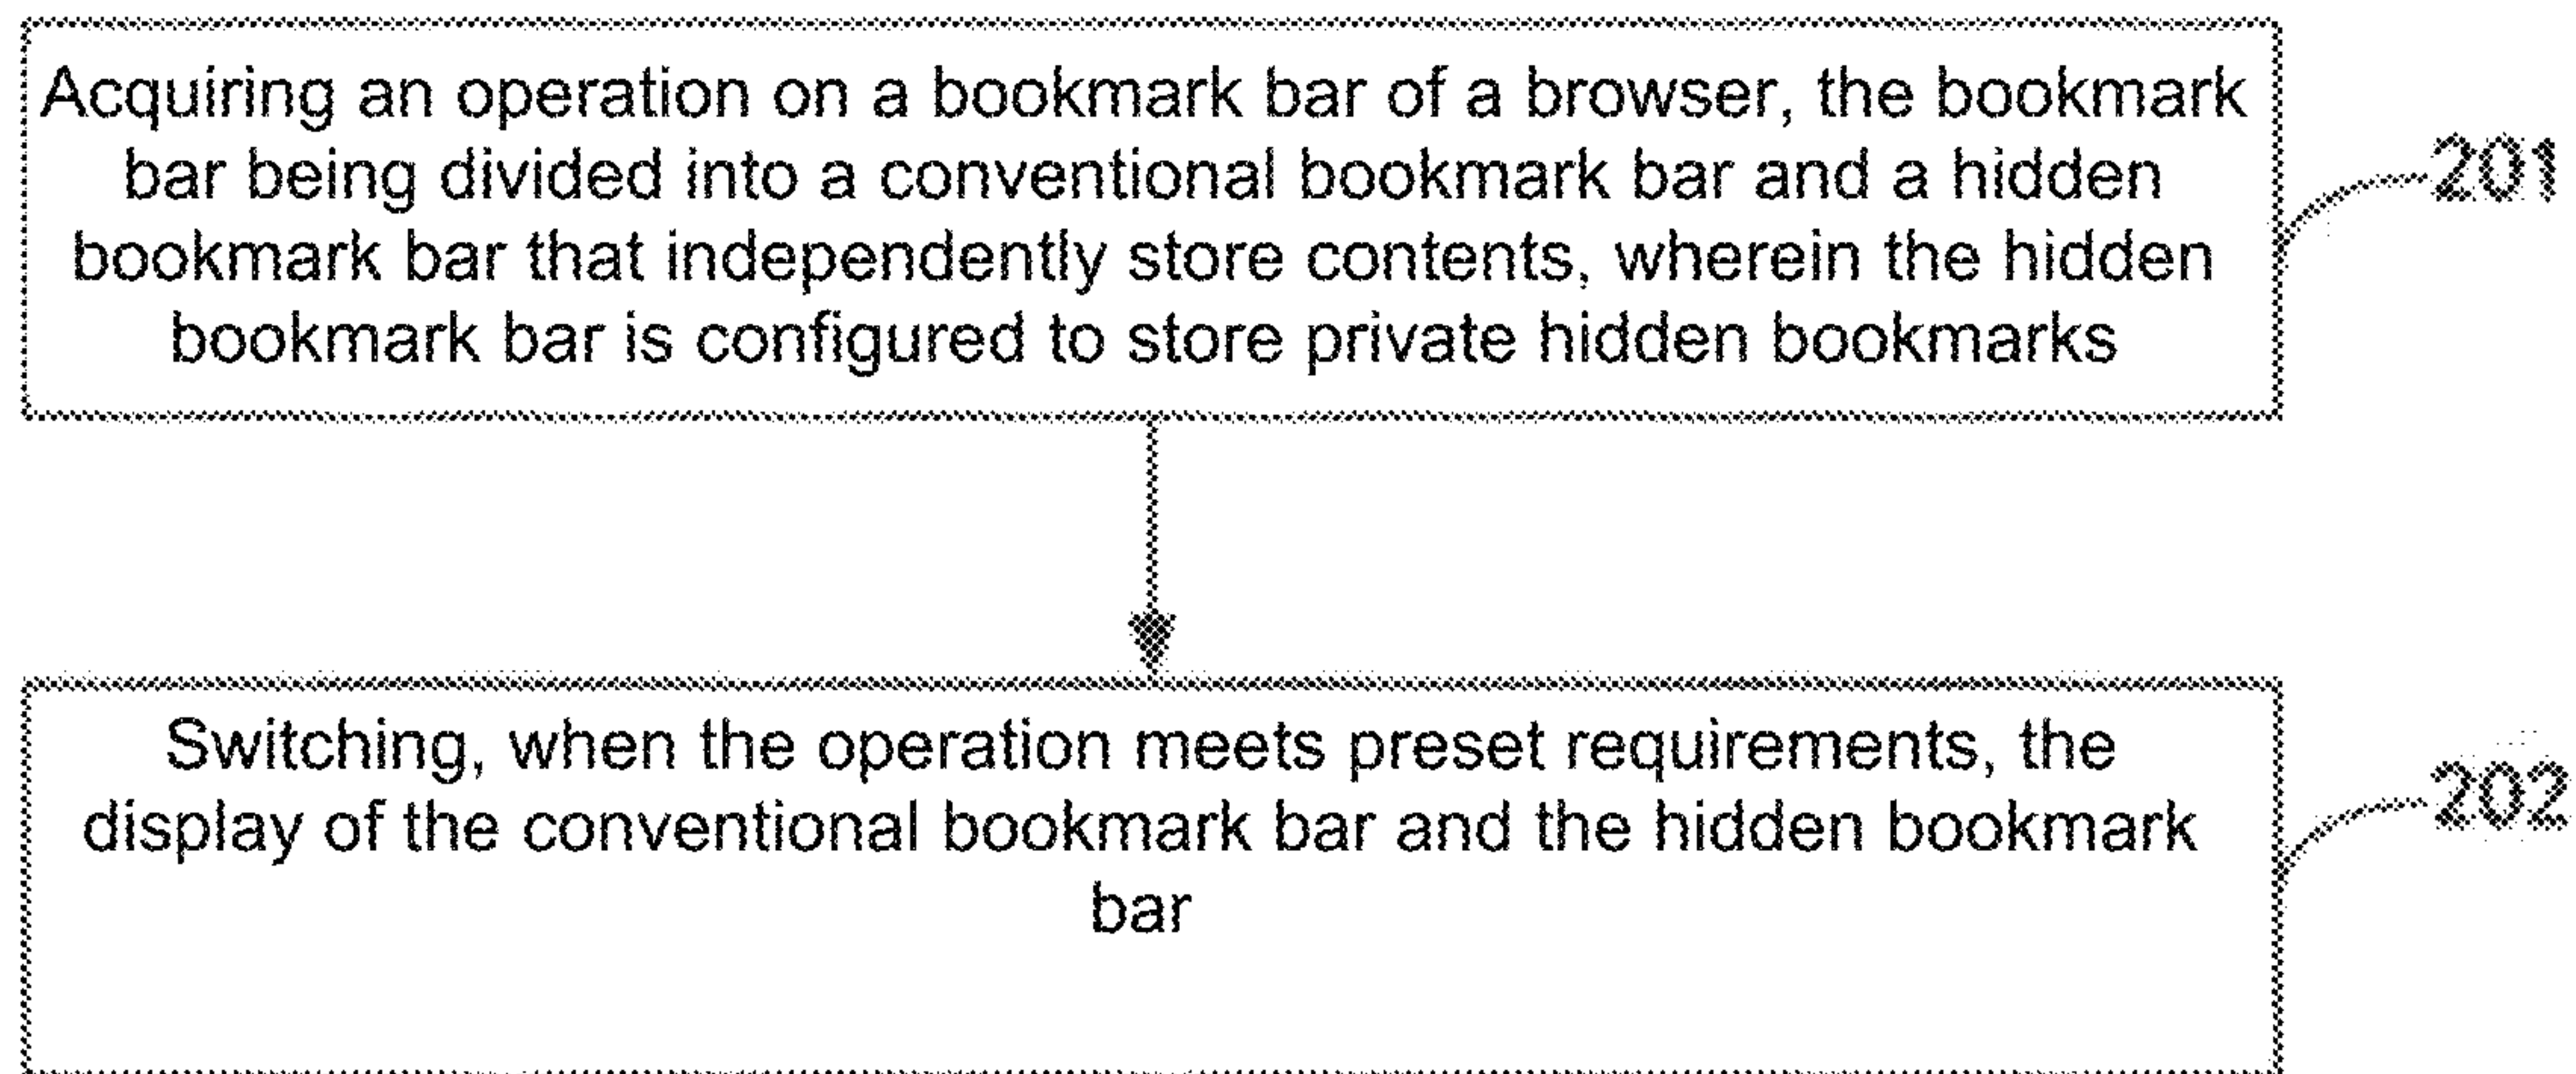 Acquiring an operation on a bookmark bar of a browser, the bookmark
bar being divided into a conventional bookmark bar and a hidden
bookmark bar that independently store contents, wherein the hidden
bookmark bar is configured to store private hidden bookmarks
201
Switching, when the operation meets preset requirements, the
display of the conventional bookmark bar and the hidden bookmark
bar
202